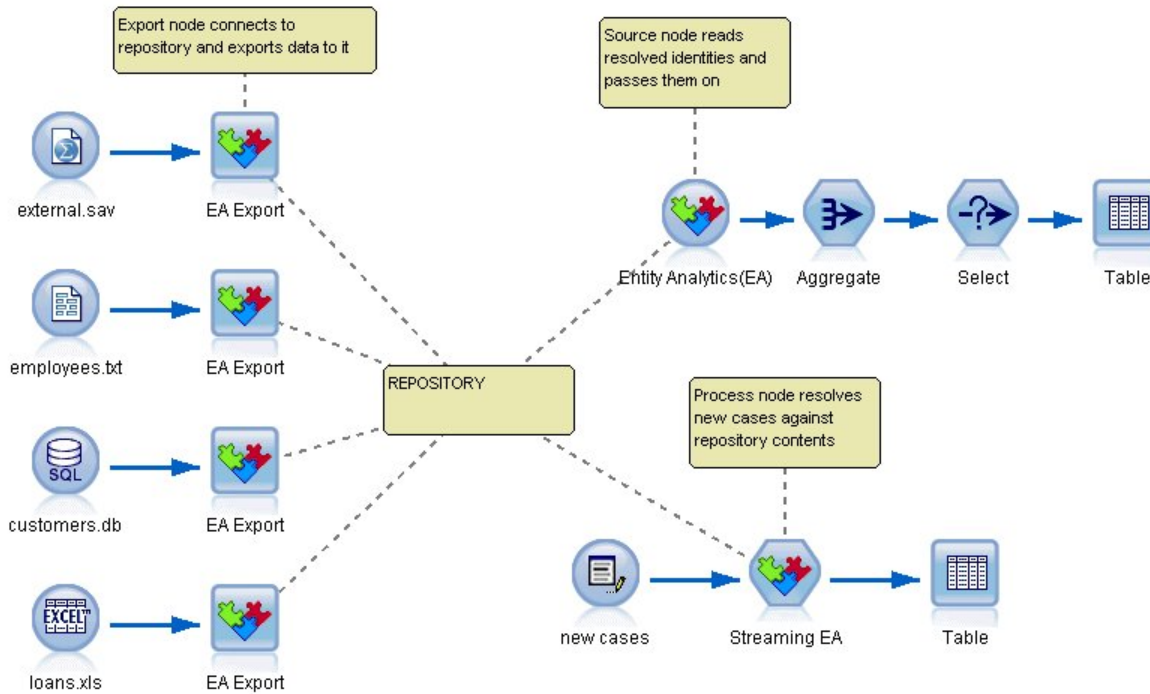 Export node connects to
repository and exports data to it
Source node reads
resolved identities and
passes them on
external.sav
EA Export
Entity Analytics(EA)
Aggregate
Select
Table
employees.txt
EA Export
REPOSITORY
Process node resolves
new cases against
repository contents
SQL
customers.db
EA Export
new cases
Streaming EA
Table
EXCEL™
loans.xls
EA Export